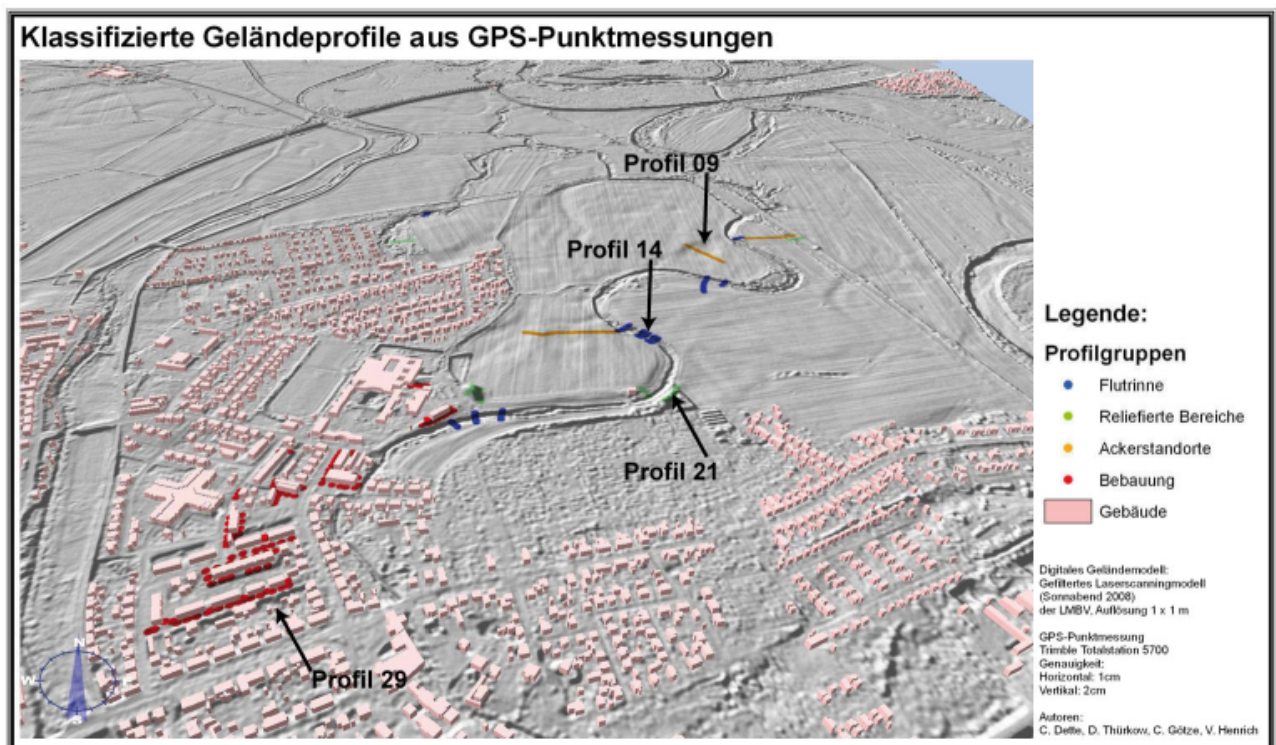 Klassifizierte Geländeprofile aus GPS-Punktmessungen
Profil 09
Profil 14
Profil 21
Profil 29
N
W
S
Legende:
Profilgruppen
Flutrinne
Reliefierte Bereiche
Ackerstandorte
Bebauung
Gebäude
Digitales Geländemodell:
Gefiltertes Laserscanningmodell
(Sonnabend 2008)
der LMBV, Auflösung 1 x 1 m
GPS-Punktmessung
Trimble Totalstation 5700
Genauigkeit:
Horizontal: 1cm
Vertikal: 2cm
Autoren:
C. Dette, D. Thürkow, C. Götze, V. Henrich